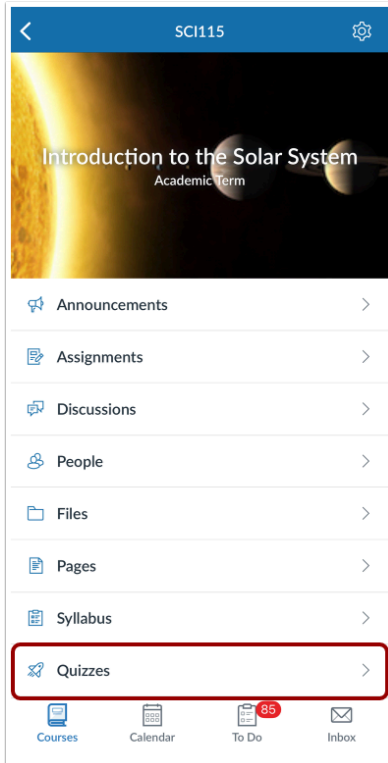 SCI115
Introduction to the Solar System
Academic Term
Announcements
Assignments
Discussions
People
Files
Pages
Syllabus
Quizzes
85
Courses
Calendar
To Do
Inbox